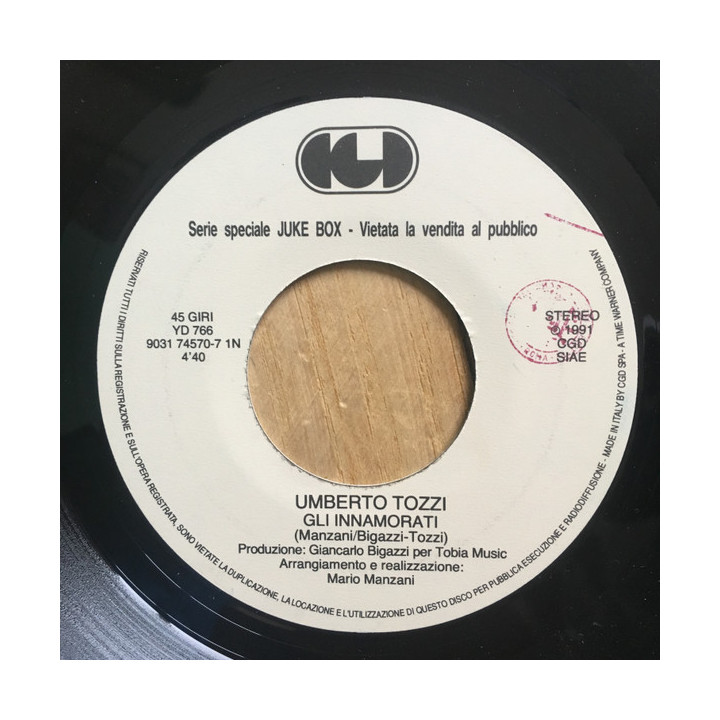 CGD
Serie speciale JUKE BOX - Vietata la vendita al pubblico
45 GIRI
YD 766
9031 74570-7 1N
4'40
STEREO
℗ 1991
CGD
SIAE
ROMA
UMBERTO TOZZI
GLI INNAMORATI
(Manzani/Bigazzi-Tozzi)
Produzione: Giancarlo Bigazzi per Tobia Music
Arrangiamento e realizzazione:
Mario Manzani
RISERVATI TUTTI I DIRITTI SULLA REGISTRAZIONE E SULL'OPERA REGISTRATA, SONO VIETATE LA DUPLICAZIONE, LA LOCAZIONE E L'UTILIZZAZIONE DI QUESTO DISCO PER PUBBLICA ESECUZIONE E RADIODIFFUSIONE - MADE IN ITALY BY CGD SPA - A TIME WARNER COMPANY